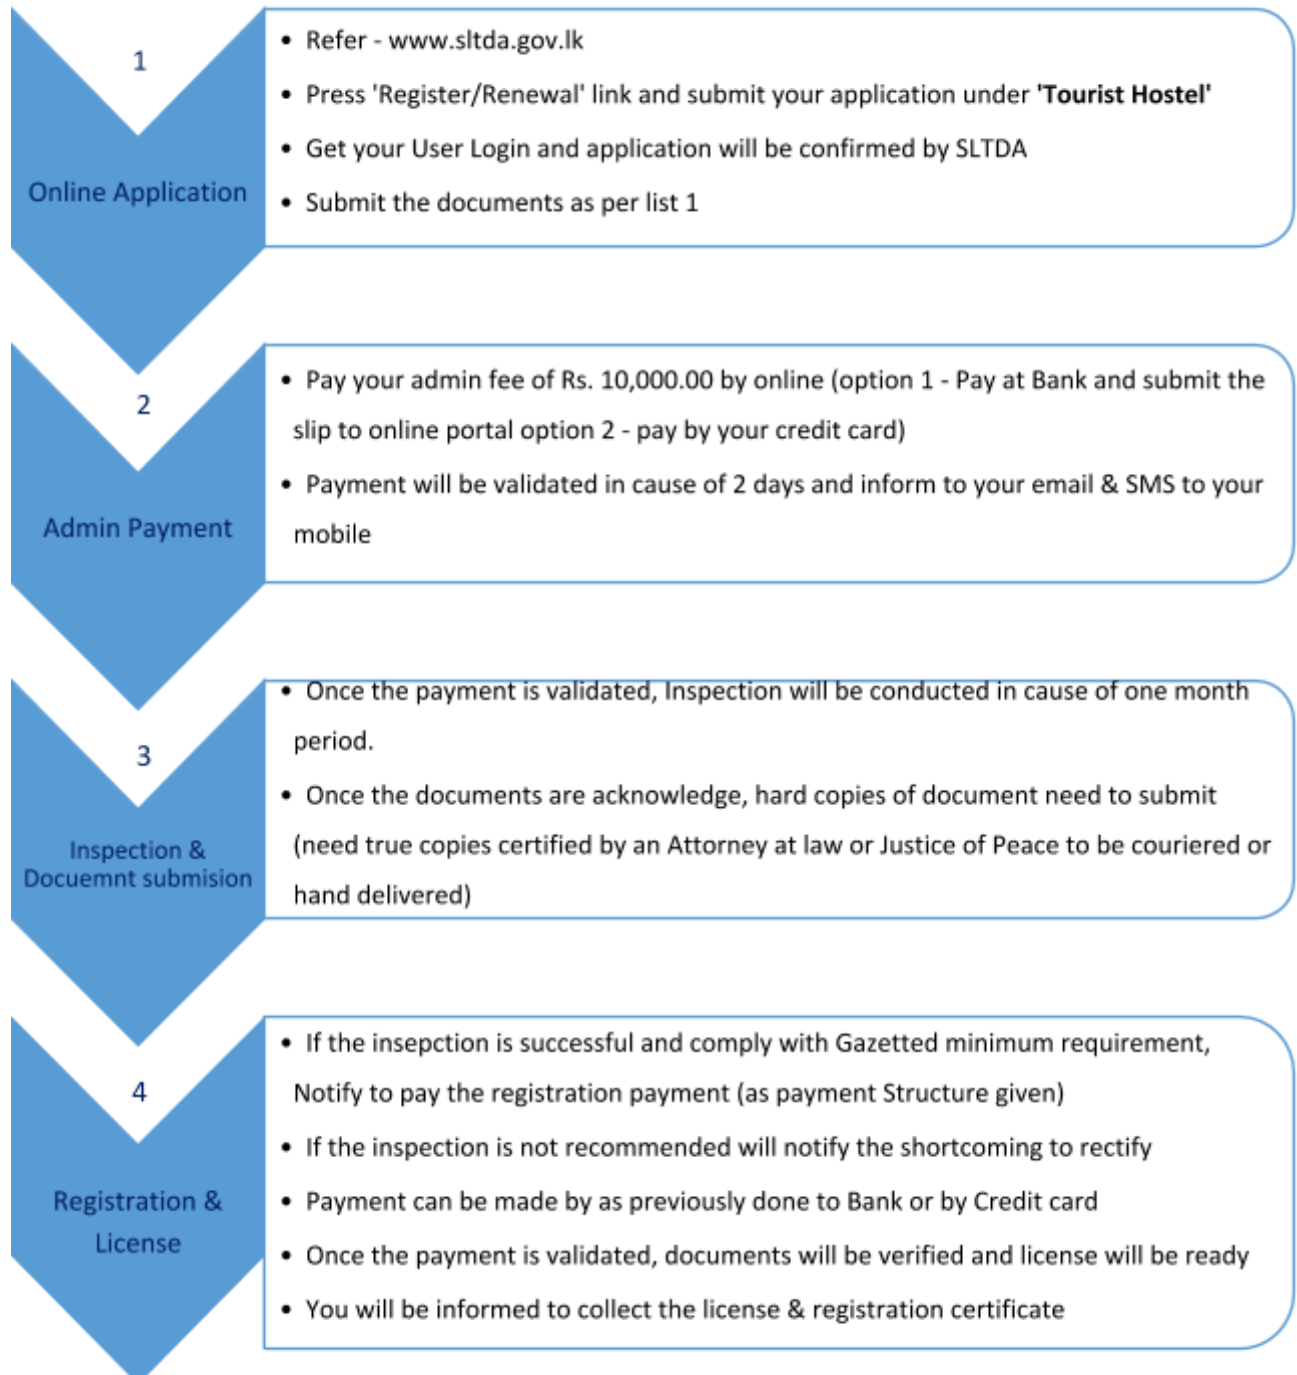 1
Online Application
• Refer - www.sltda.gov.lk
• Press 'Register/Renewal' link and submit your application under 'Tourist Hostel'
• Get your User Login and application will be confirmed by SLTDA
• Submit the documents as per list 1
2
Admin Payment
• Pay your admin fee of Rs. 10,000.00 by online (option 1 - Pay at Bank and submit the
slip to online portal option 2 - pay by your credit card)
• Payment will be validated in cause of 2 days and inform to your email & SMS to your
mobile
3
Inspection &
Docuemnt submision
• Once the payment is validated, Inspection will be conducted in cause of one month
period.
• Once the documents are acknowledge, hard copies of document need to submit
(need true copies certified by an Attorney at law or Justice of Peace to be couriered or
hand delivered)
4
Registration &
License
• If the insepction is successful and comply with Gazetted minimum requirement,
Notify to pay the registration payment (as payment Structure given)
• If the inspection is not recommended will notify the shortcoming to rectify
• Payment can be made by as previously done to Bank or by Credit card
• Once the payment is validated, documents will be verified and license will be ready
• You will be informed to collect the license & registration certificate